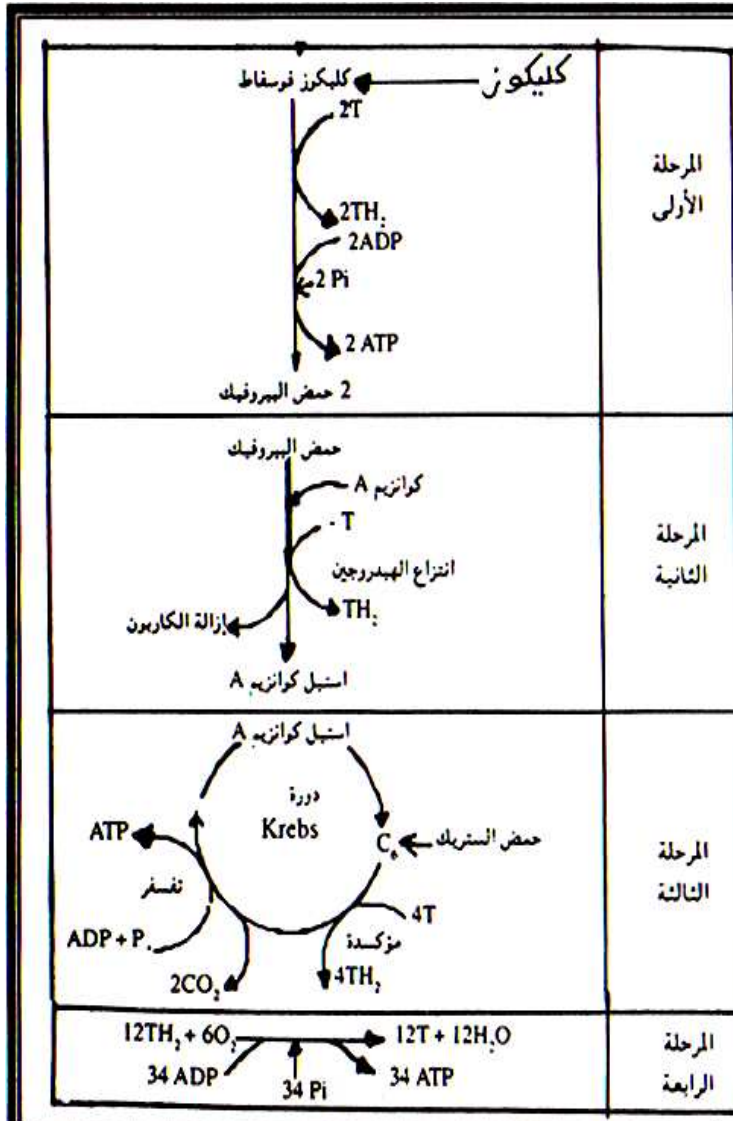 كليكوز
كليكوز فوسفاط
2T
2TH₂
2ADP
2 Pi
2 ATP
2 حمض البيروفيك
المرحلة
الأولى
حمض البيروفيك
كوانزيم A
- T
انتزاع الهيدروجين
TH₂
إزالة الكاربون
استيل كوانزيم A
المرحلة
الثانية
استيل كوانزيم A
دورة
Krebs
ATP
C₆
حمض الستريك
تفسفر
4T
مؤكسدة
ADP + P.
4TH₂
2CO₂
المرحلة
الثالثة
12TH₂ + 6O₂
12T + 12H₂O
34 ADP
34 Pi
34 ATP
المرحلة
الرابعة